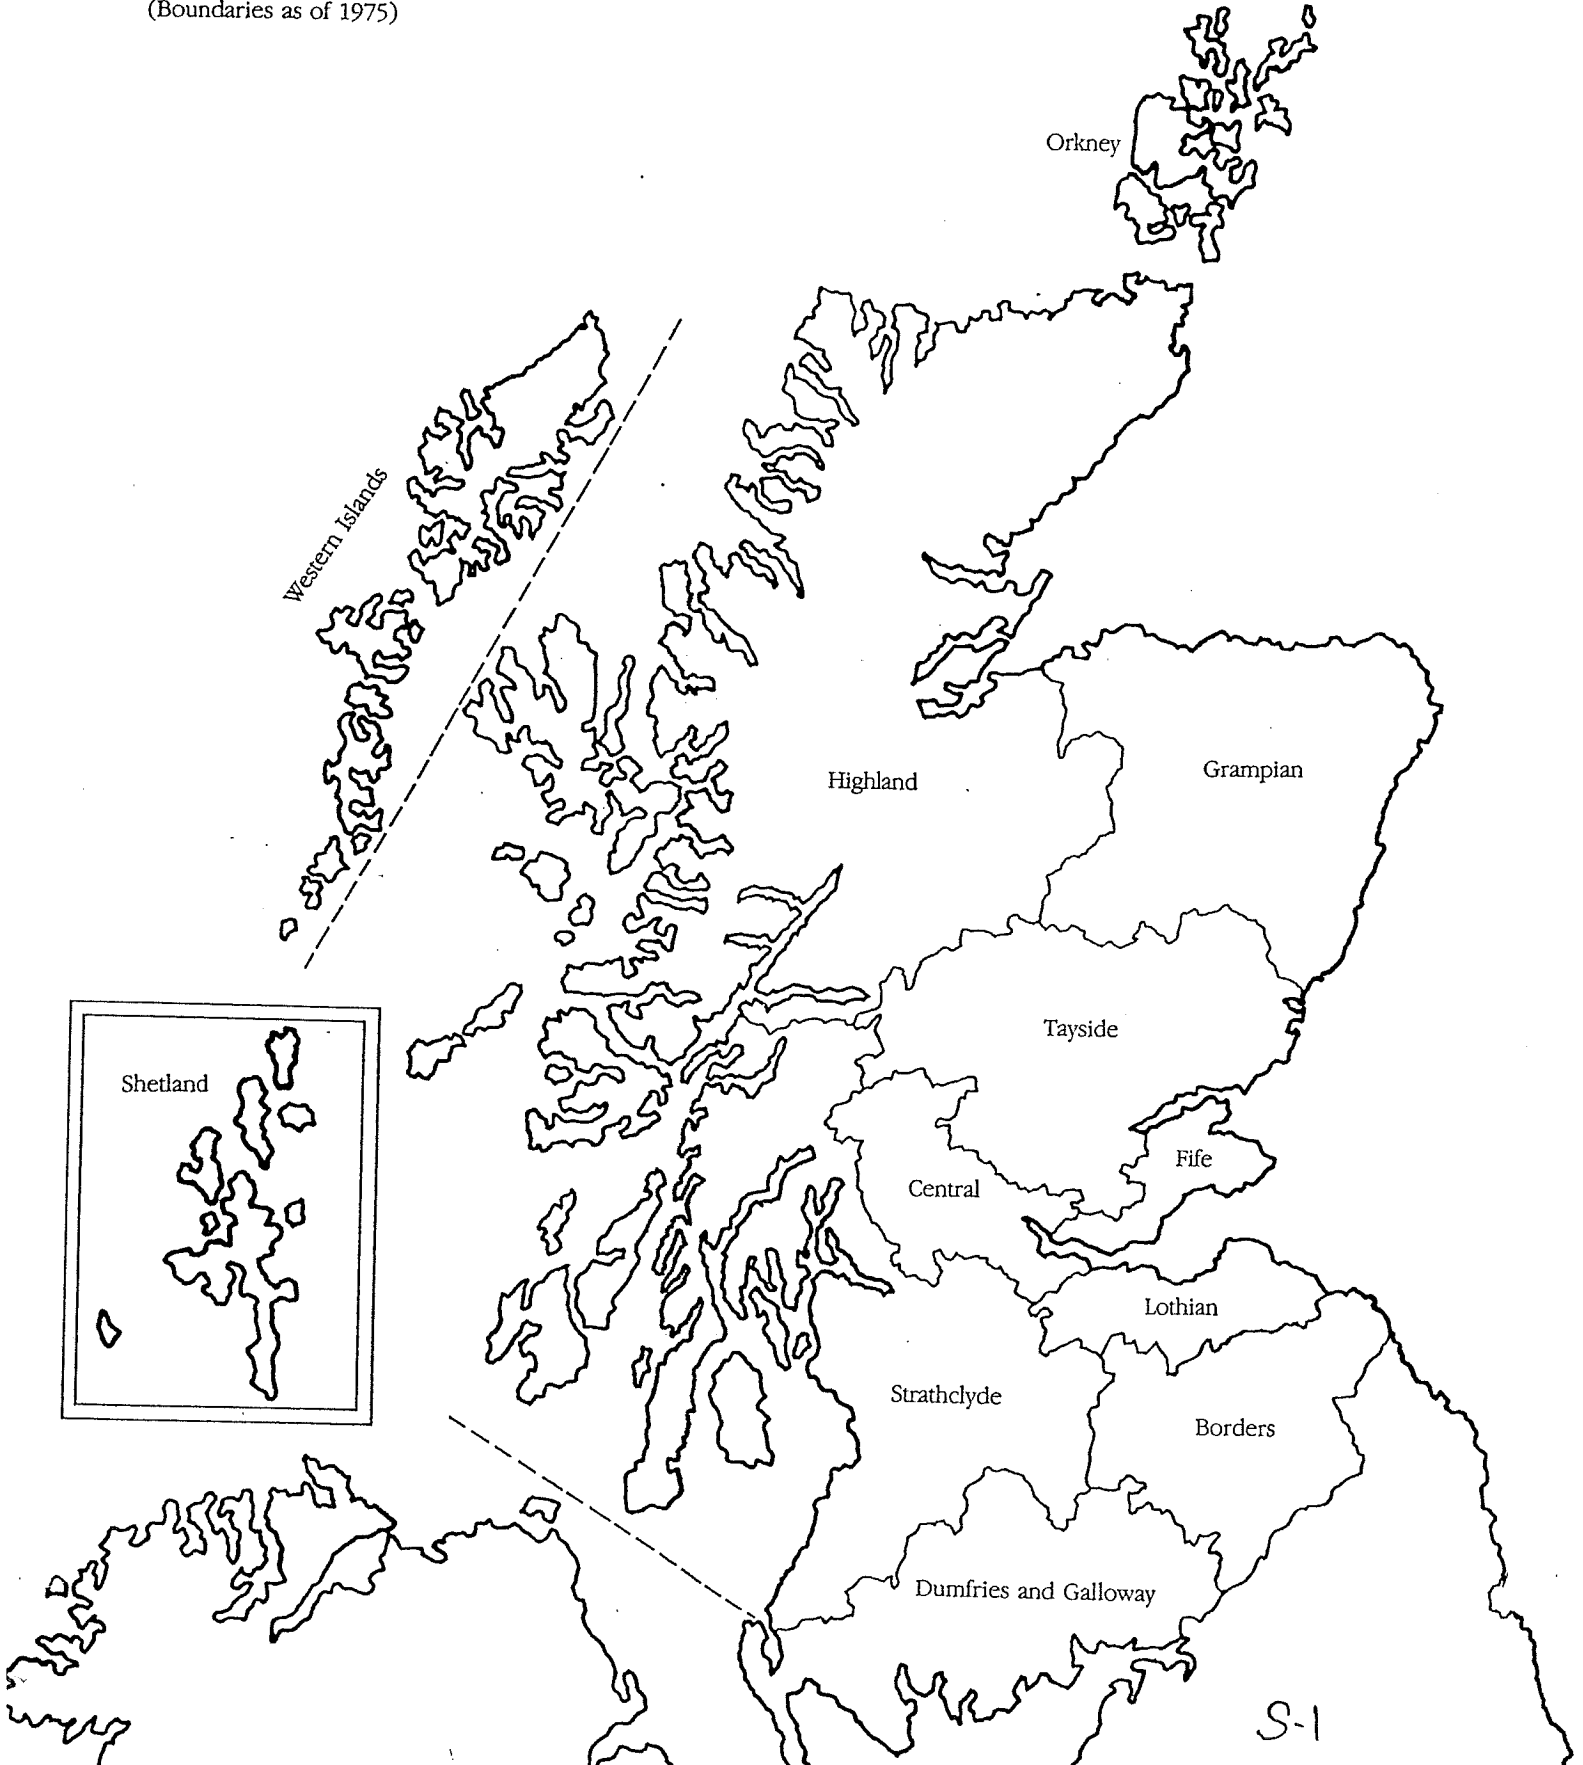 (Boundaries as of 1975)
Orkney
Western Islands
Highland
Grampian
Tayside
Shetland
Fife
Central
Lothian
Strathclyde
Borders
Dumfries and Galloway
S-1